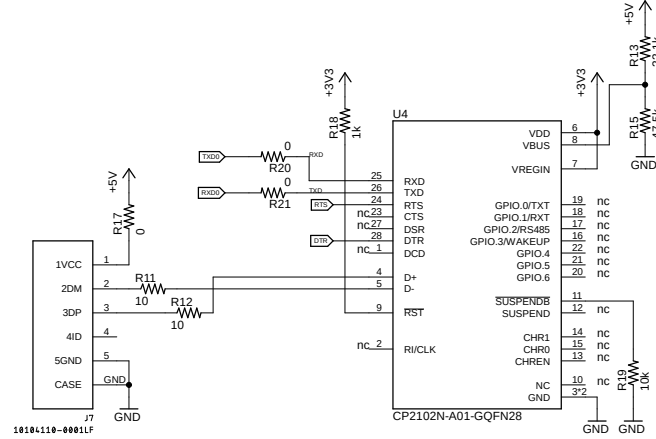 +5V
R13
+3V3
+3V3
U4
R18
1k
R15
GND
VDD 6
VBUS 8
VREGIN 7
0
TXD0
RXD
R20
0
RXD0
TXD
R21
RTS
DTR
25 RXD
26 TXD
24 RTS
nc 23 CTS
nc 27 DSR
28 DTR
nc 1 DCD
4 D+
5 D-
9 RST
nc 2 RI/CLK
GPIO.0/TXT 19 nc
GPIO.1/RXT 18 nc
GPIO.2/RS485 17 nc
GPIO.3/WAKEUP 16 nc
GPIO.4 22 nc
GPIO.5 21 nc
GPIO.6 20 nc
SUSPENDB 11
SUSPEND 12 nc
CHR1 14 nc
CHR0 15 nc
CHREN 13 nc
NC 10 nc
GND 3*2
R19
10k
GND
GND
CP2102N-A01-GQFN28
+5V
R17
0
1VCC 1
2DM 2
R11
10
3DP 3
R12
10
4ID 4
5GND 5
CASE GND
GND
J7
10104110-0001LF